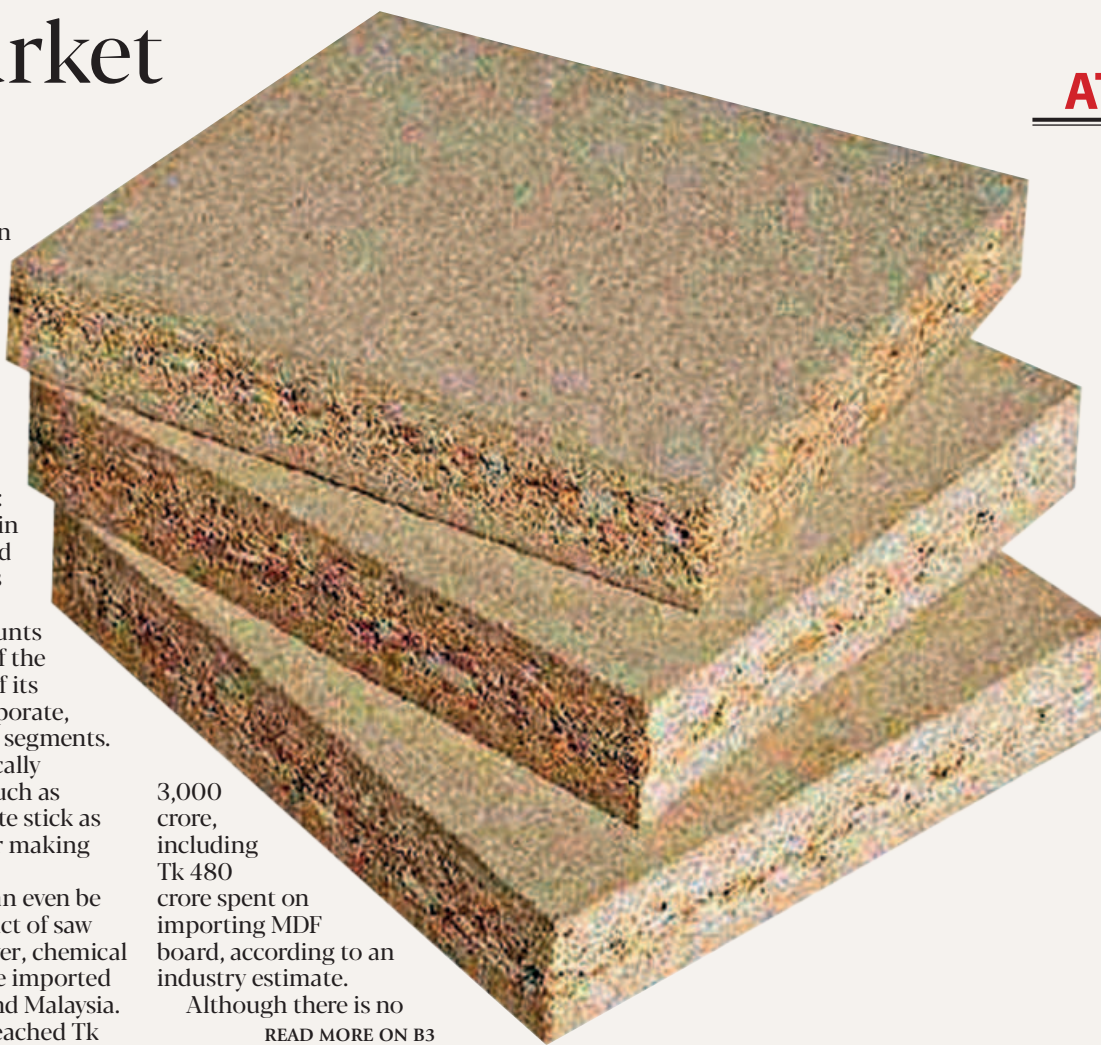 rket
AT
n
in
d
s
unts
f the
f its
porate,
segments.
cally
uch as
te stick as
r making
n even be
ct of saw
er, chemical
e imported
nd Malaysia.
eached Tk
3,000
crore,
including
Tk 480
crore spent on
importing MDF
board, according to an
industry estimate.
Although there is no
READ MORE ON B3